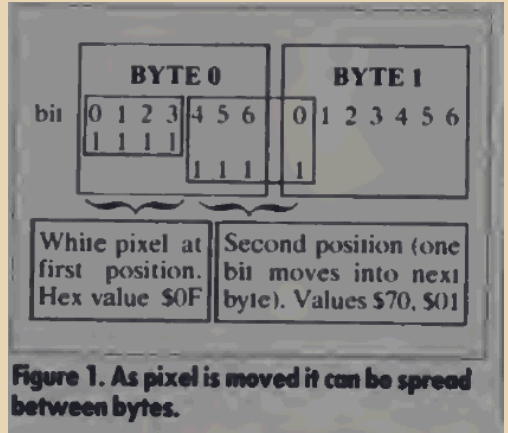 BYTE 0 BYTE 1
bit 0 1 2 3 4 5 6 0 1 2 3 4 5 6
1 1 1 1
1 1 1 1
White pixel at
first position.
Hex value $0F
Second position (one
bit moves into next
byte). Values $70, $01
Figure 1. As pixel is moved it can be spread
between bytes.